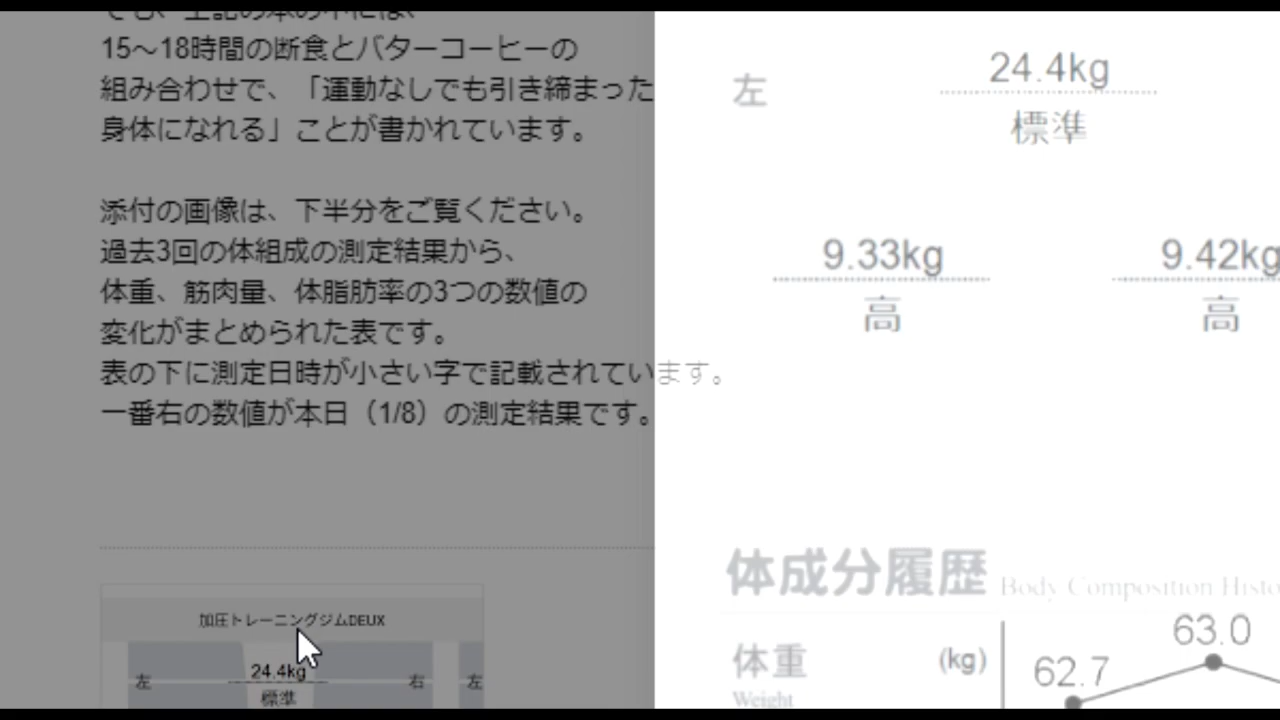 でも、上記の本の中には、
15～18時間の断食とバターコーヒーの
組み合わせで、「運動なしでも引き締まった
身体になれる」ことが書かれています。
添付の画像は、下半分をご覧ください。
過去3回の体組成の測定結果から、
体重、筋肉量、体脂肪率の3つの数値の
変化がまとめられた表です。
表の下に測定日時が小さい字で記載されています。
一番右の数値が本日（1/8）の測定結果です。
加圧トレーニングジムDEUX
左 24.4kg 右 左
標準
左 24.4kg
標準
9.33kg 9.42kg
高 高
体成分履歴 Body Composition Histo
体重 (kg) 62.7 63.0
Weight